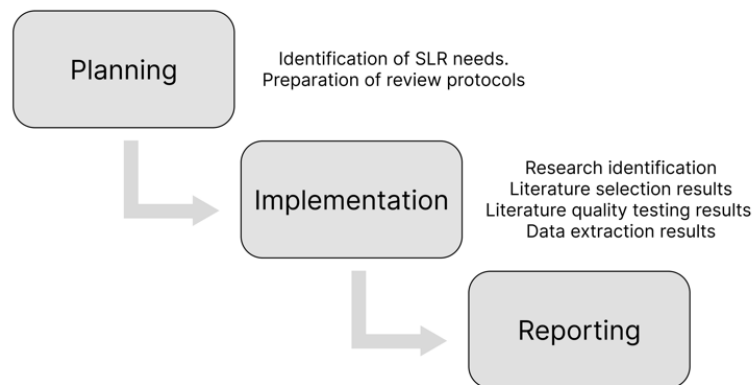 Planning
Identification of SLR needs.
Preparation of review protocols
Implementation
Research identification
Literature selection results
Literature quality testing results
Data extraction results
Reporting